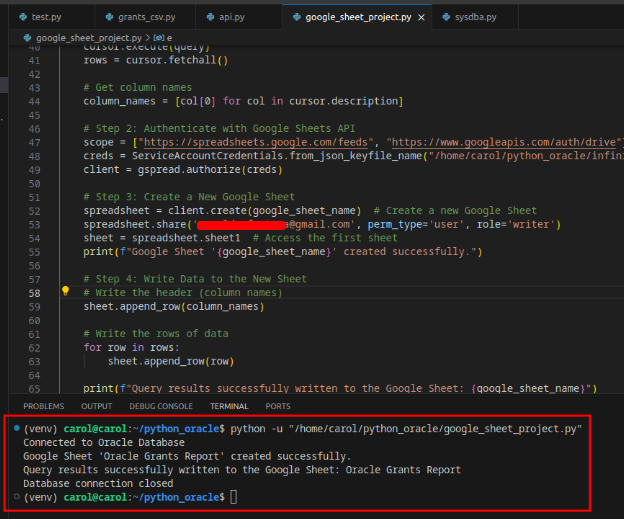 test.py grants_csv.py api.py google_sheet_project.py sysdba.py
google_sheet_project.py > e
40 cursor.execute(query)
41 rows = cursor.fetchall()
42
43 # Get column names
44 column_names = [col[0] for col in cursor.description]
45
46 # Step 2: Authenticate with Google Sheets API
47 scope = ["https://spreadsheets.google.com/feeds", "https://www.googleapis.com/auth/drive"]
48 creds = ServiceAccountCredentials.from_json_keyfile_name("/home/carol/python_oracle/infin
49 client = gspread.authorize(creds)
50
51 # Step 3: Create a New Google Sheet
52 spreadsheet = client.create(google_sheet_name) # Create a new Google Sheet
53 spreadsheet.share('a@gmail.com', perm_type='user', role='writer')
54 sheet = spreadsheet.sheet1 # Access the first sheet
55 print(f"Google Sheet '{google_sheet_name}' created successfully.")
56
57 # Step 4: Write Data to the New Sheet
58 # Write the header (column names)
59 sheet.append_row(column_names)
60
61 # Write the rows of data
62 for row in rows:
63 sheet.append_row(row)
64
65 print(f"Query results successfully written to the Google Sheet: {google_sheet_name}")
PROBLEMS OUTPUT DEBUG CONSOLE TERMINAL PORTS
(venv) carol@carol:~/python_oracle$ python -u "/home/carol/python_oracle/google_sheet_project.py"
Connected to Oracle Database
Google Sheet 'Oracle Grants Report' created successfully.
Query results successfully written to the Google Sheet: Oracle Grants Report
Database connection closed
(venv) carol@carol:~/python_oracle$